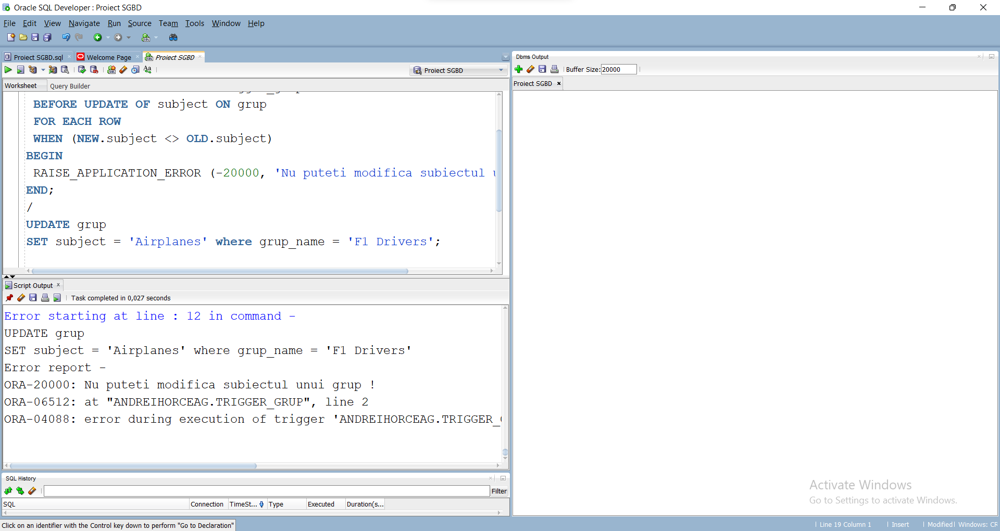 Oracle SQL Developer : Proiect SGBD
File Edit View Navigate Run Source Team Tools Window Help
Proiect SGBD.sql Welcome Page Proiect SGBD
Proiect SGBD
Worksheet Query Builder
BEFORE UPDATE OF subject ON grup
FOR EACH ROW
WHEN (NEW.subject <> OLD.subject)
BEGIN
RAISE_APPLICATION_ERROR (-20000, 'Nu puteti modifica subiectul
END;
/
UPDATE grup
SET subject = 'Airplanes' where grup_name = 'F1 Drivers';
Script Output
Task completed in 0,027 seconds
Error starting at line : 12 in command -
UPDATE grup
SET subject = 'Airplanes' where grup_name = 'F1 Drivers'
Error report -
ORA-20000: Nu puteti modifica subiectul unui grup !
ORA-06512: at "ANDREIHORCEAG.TRIGGER_GRUP", line 2
ORA-04088: error during execution of trigger 'ANDREIHORCEAG.TRIGGER_
SQL History
Filter
SQL Connection TimeSt... Type Executed Duration(s...
Click on an identifier with the Control key down to perform "Go to Declaration"
Dbms Output
Buffer Size: 20000
Proiect SGBD
Activate Windows
Go to Settings to activate Windows.
Line 19 Column 1 Insert Modified Windows: CR